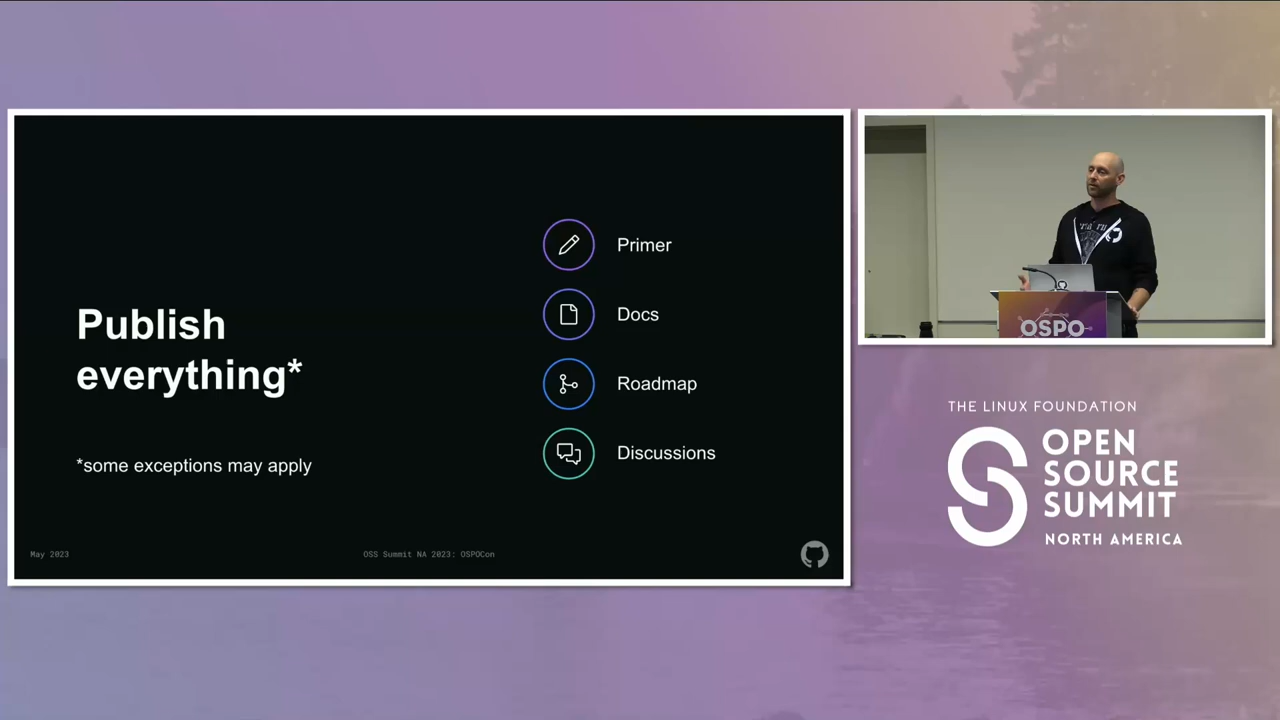 Publish
everything*
*some exceptions may apply
Primer
Docs
Roadmap
Discussions
May 2023
OSS Summit NA 2023: OSPOCon
OSPO
THE LINUX FOUNDATION
OPEN
SOURCE
SUMMIT
NORTH AMERICA